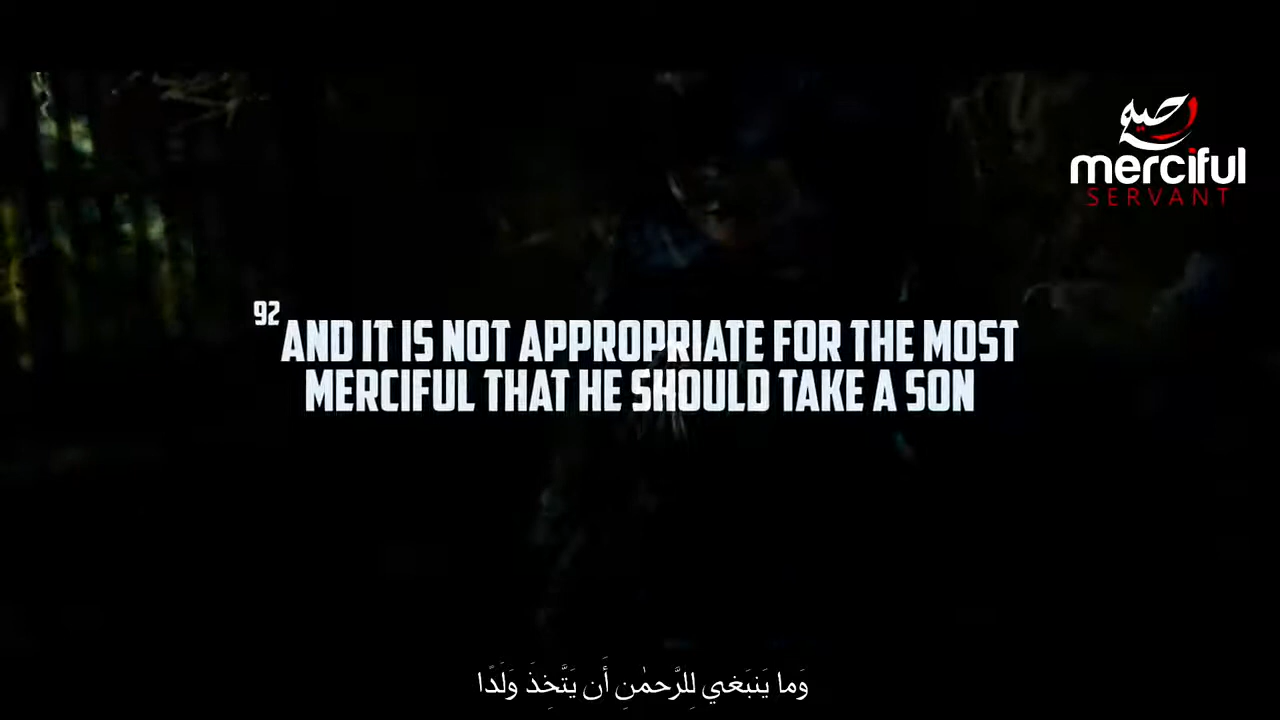 رحيم
merciful
SERVANT
92 AND IT IS NOT APPROPRIATE FOR THE MOST
MERCIFUL THAT HE SHOULD TAKE A SON
وَما يَنبَغي لِلرَّحمٰنِ أَن يَتَّخِذَ وَلَدًا